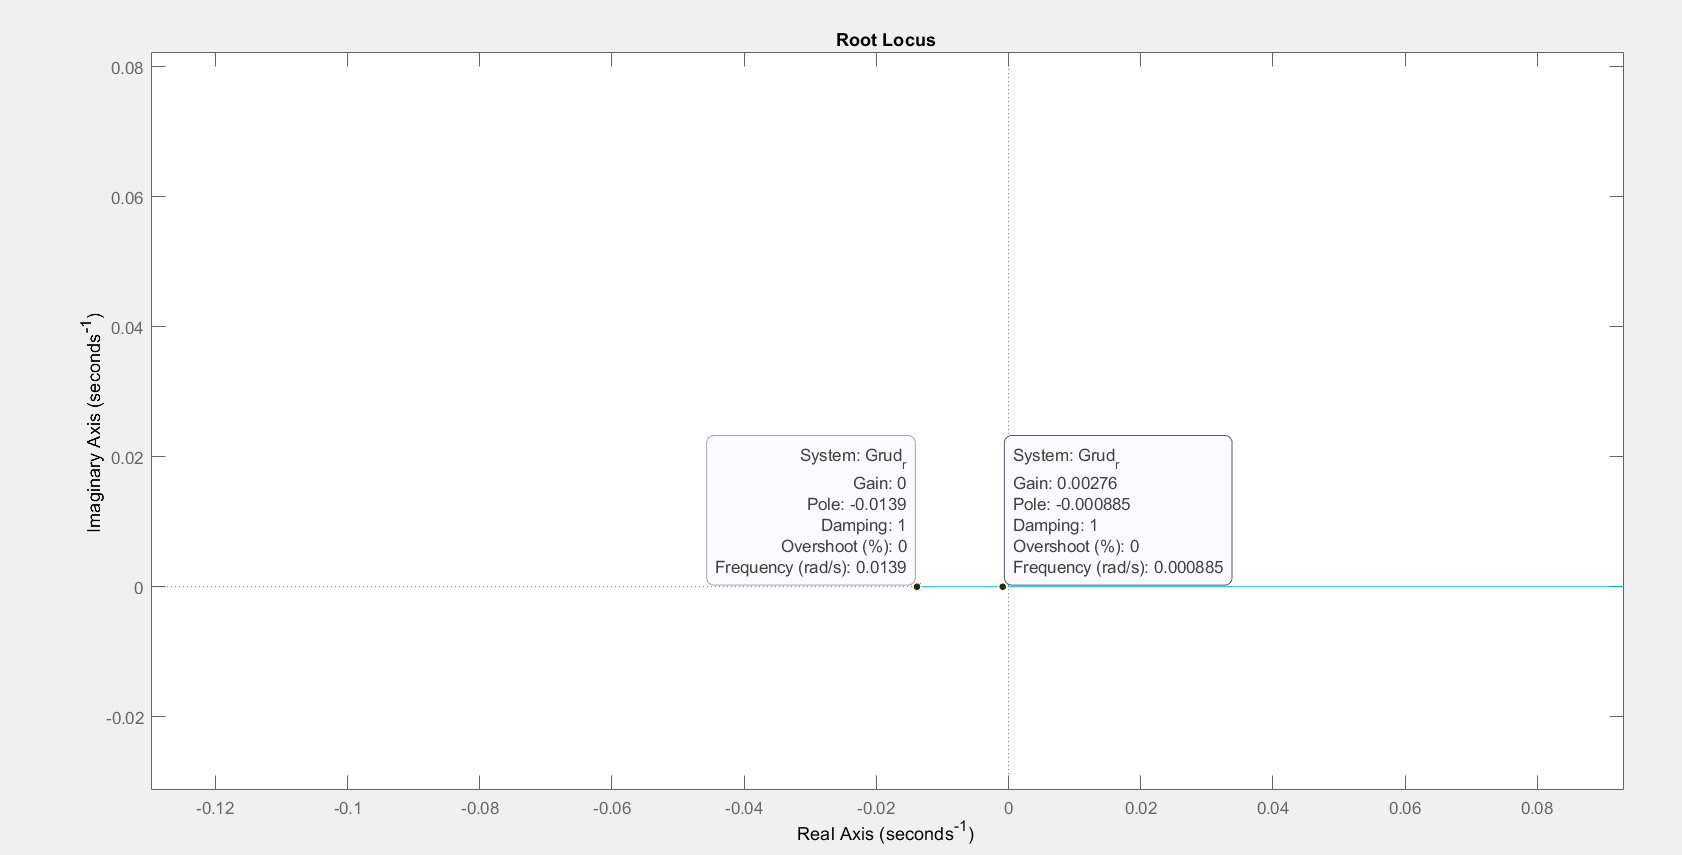 Root Locus
0.08
0.06
0.04
0.02
0
-0.02
Imaginary Axis (seconds-1)
System: Grudr
Gain: 0
Pole: -0.0139
Damping: 1
Overshoot (%): 0
Frequency (rad/s): 0.0139
System: Grudr
Gain: 0.00276
Pole: -0.000885
Damping: 1
Overshoot (%): 0
Frequency (rad/s): 0.000885
-0.12 -0.1 -0.08 -0.06 -0.04 -0.02 0 0.02 0.04 0.06 0.08
Real Axis (seconds-1)